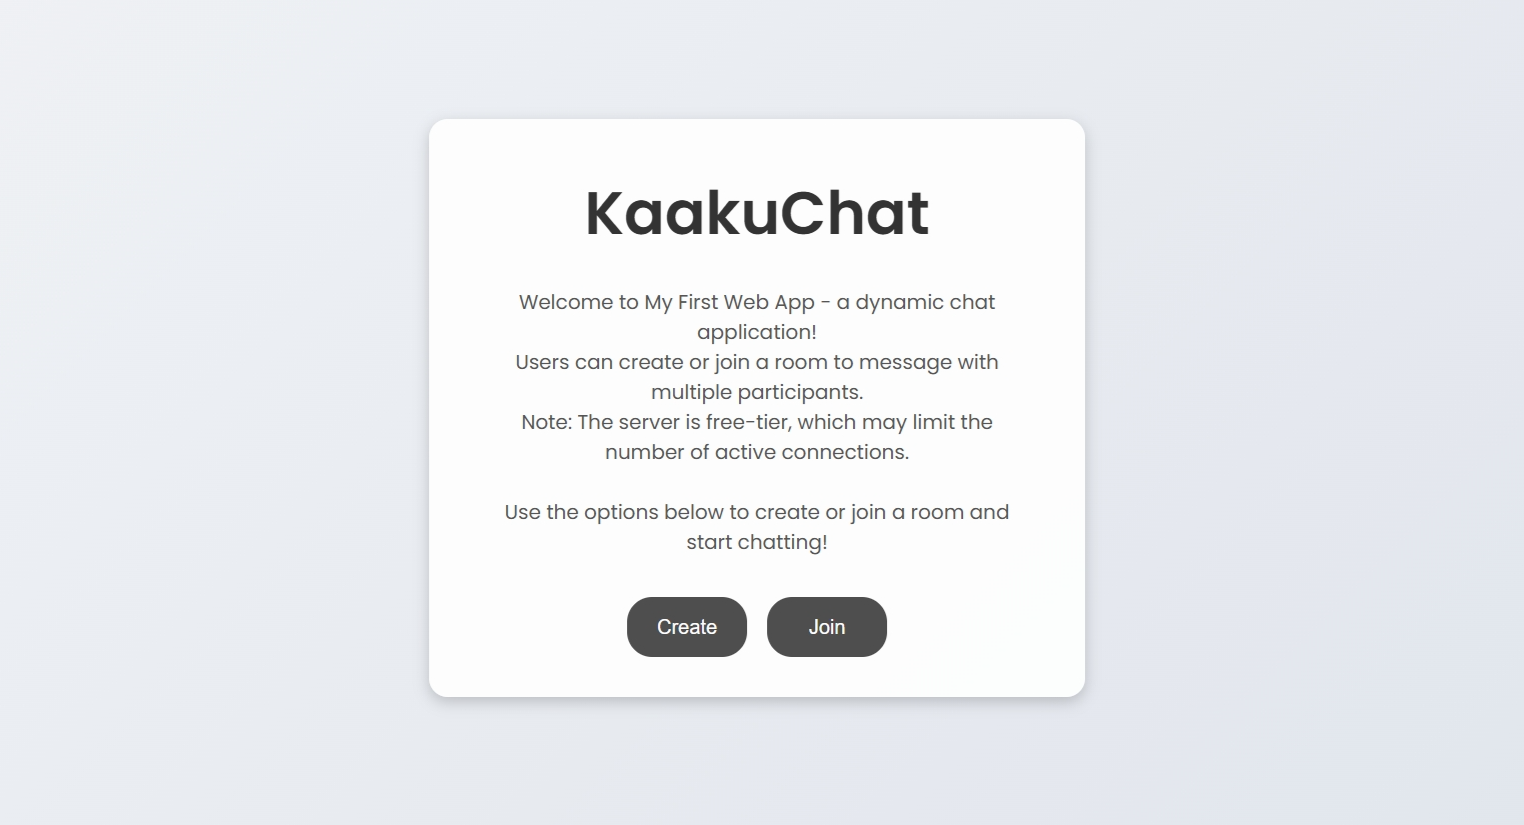 KaakuChat
Welcome to My First Web App - a dynamic chat
application!
Users can create or join a room to message with
multiple participants.
Note: The server is free-tier, which may limit the
number of active connections.
Use the options below to create or join a room and
start chatting!
Create
Join